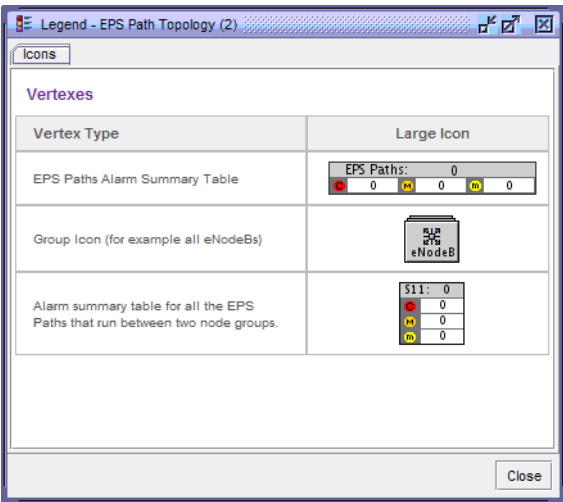 Legend - EPS Path Topology (2)
Icons
Vertexes
Vertex Type Large Icon
EPS Paths Alarm Summary Table
EPS Paths: 0
C 0 M 0 m 0
Group Icon (for example all eNodeBs)
eNodeB
Alarm summary table for all the EPS
Paths that run between two node groups.
S11: 0
C 0
M 0
m 0
Close